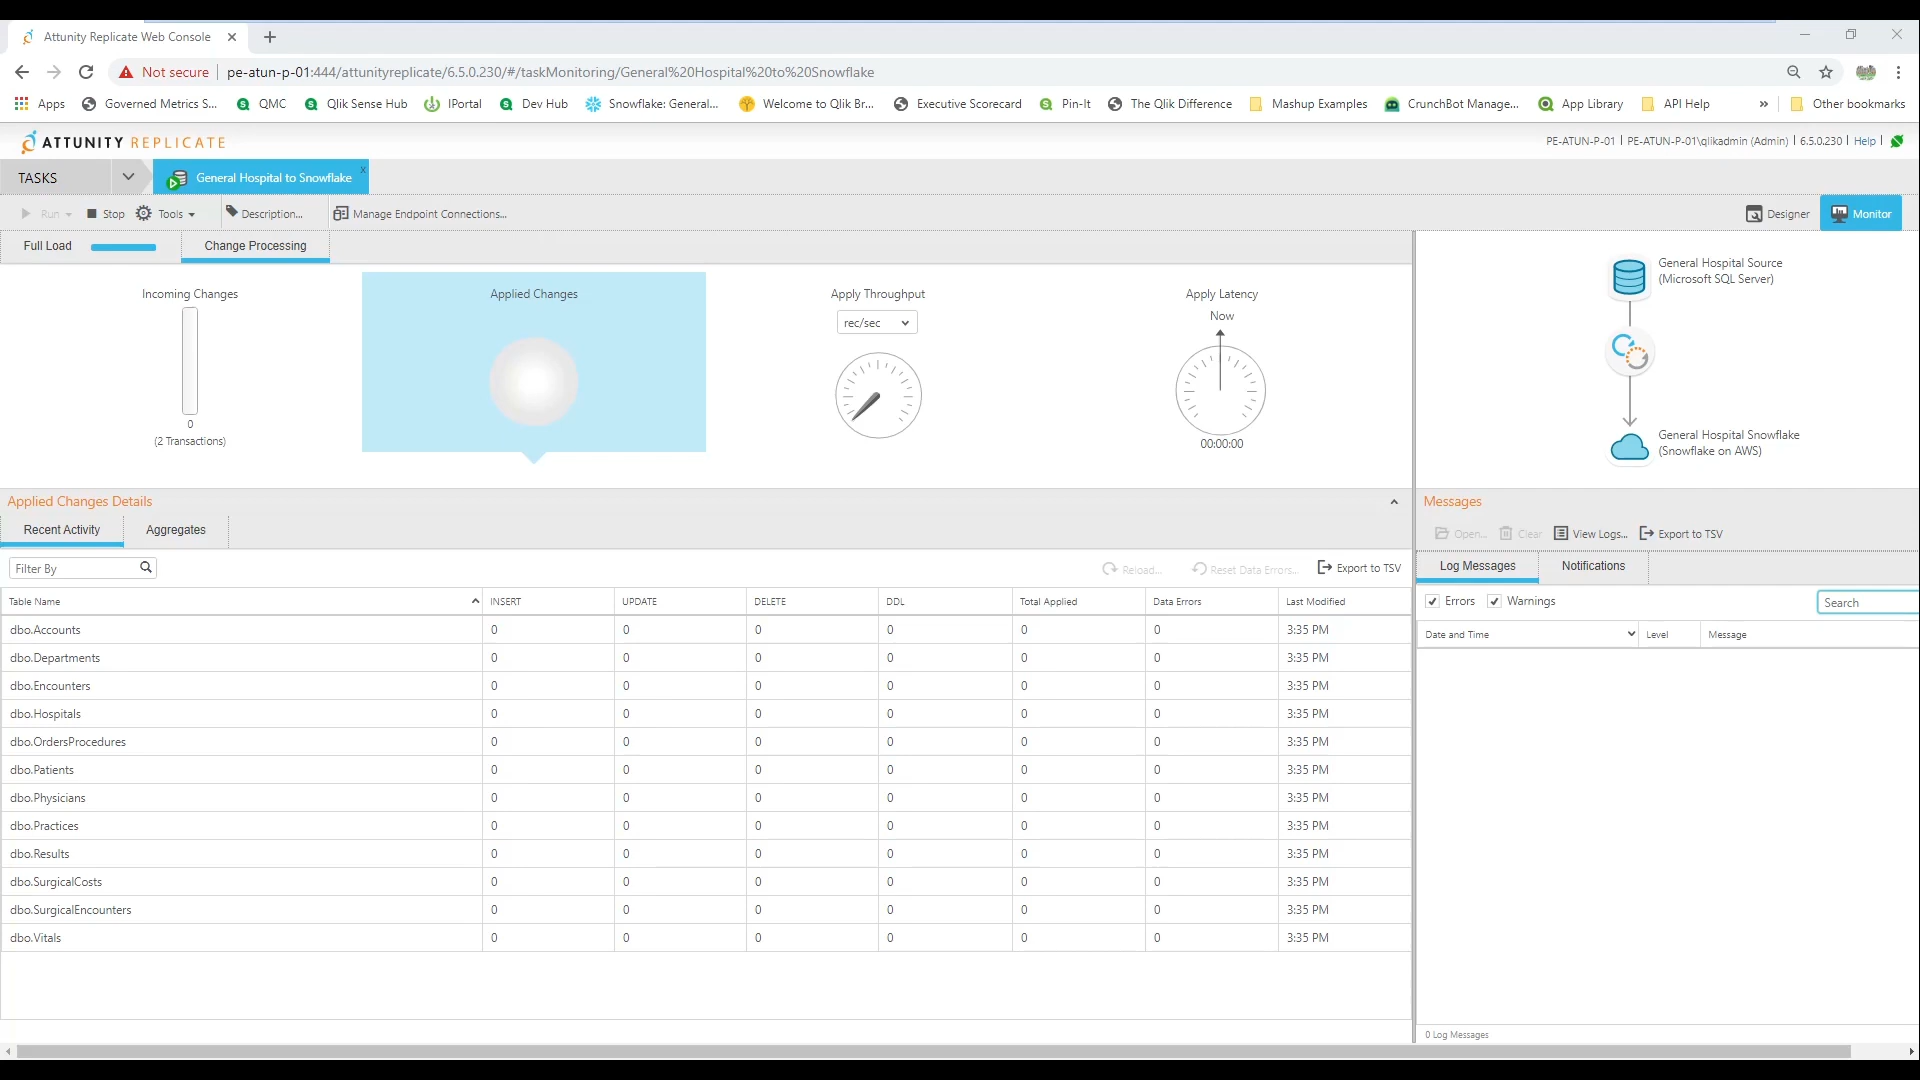 Attunity Replicate Web Console
Not secure pe-atun-p-01:444/attunityreplicate/6.5.0.230/#/taskMonitoring/General%20Hospital%20to%20Snowflake
Apps Governed Metrics S... QMC Qlik Sense Hub IPortal Dev Hub Snowflake: General... Welcome to Qlik Br... Executive Scorecard Pin-It The Qlik Difference Mashup Examples CrunchBot Manage... App Library API Help » Other bookmarks
ATTUNITY REPLICATE PE-ATUN-P-01 | PE-ATUN-P-01\qlikadmin (Admin) | 6.5.0.230 | Help |
TASKS General Hospital to Snowflake x
Run Stop Tools Description... Manage Endpoint Connections... Designer Monitor
Full Load Change Processing
Incoming Changes Applied Changes Apply Throughput Apply Latency
rec/sec Now
0
(2 Transactions) 00:00:00
General Hospital Source
(Microsoft SQL Server)
General Hospital Snowflake
(Snowflake on AWS)
Applied Changes Details
Recent Activity Aggregates
Filter By Reload... Reset Data Errors... Export to TSV
Table Name INSERT UPDATE DELETE DDL Total Applied Data Errors Last Modified
dbo.Accounts 0 0 0 0 0 0 3:35 PM
dbo.Departments 0 0 0 0 0 0 3:35 PM
dbo.Encounters 0 0 0 0 0 0 3:35 PM
dbo.Hospitals 0 0 0 0 0 0 3:35 PM
dbo.OrdersProcedures 0 0 0 0 0 0 3:35 PM
dbo.Patients 0 0 0 0 0 0 3:35 PM
dbo.Physicians 0 0 0 0 0 0 3:35 PM
dbo.Practices 0 0 0 0 0 0 3:35 PM
dbo.Results 0 0 0 0 0 0 3:35 PM
dbo.SurgicalCosts 0 0 0 0 0 0 3:35 PM
dbo.SurgicalEncounters 0 0 0 0 0 0 3:35 PM
dbo.Vitals 0 0 0 0 0 0 3:35 PM
Messages
Open... Clear View Logs... Export to TSV
Log Messages Notifications
Errors Warnings Search
Date and Time Level Message
0 Log Messages